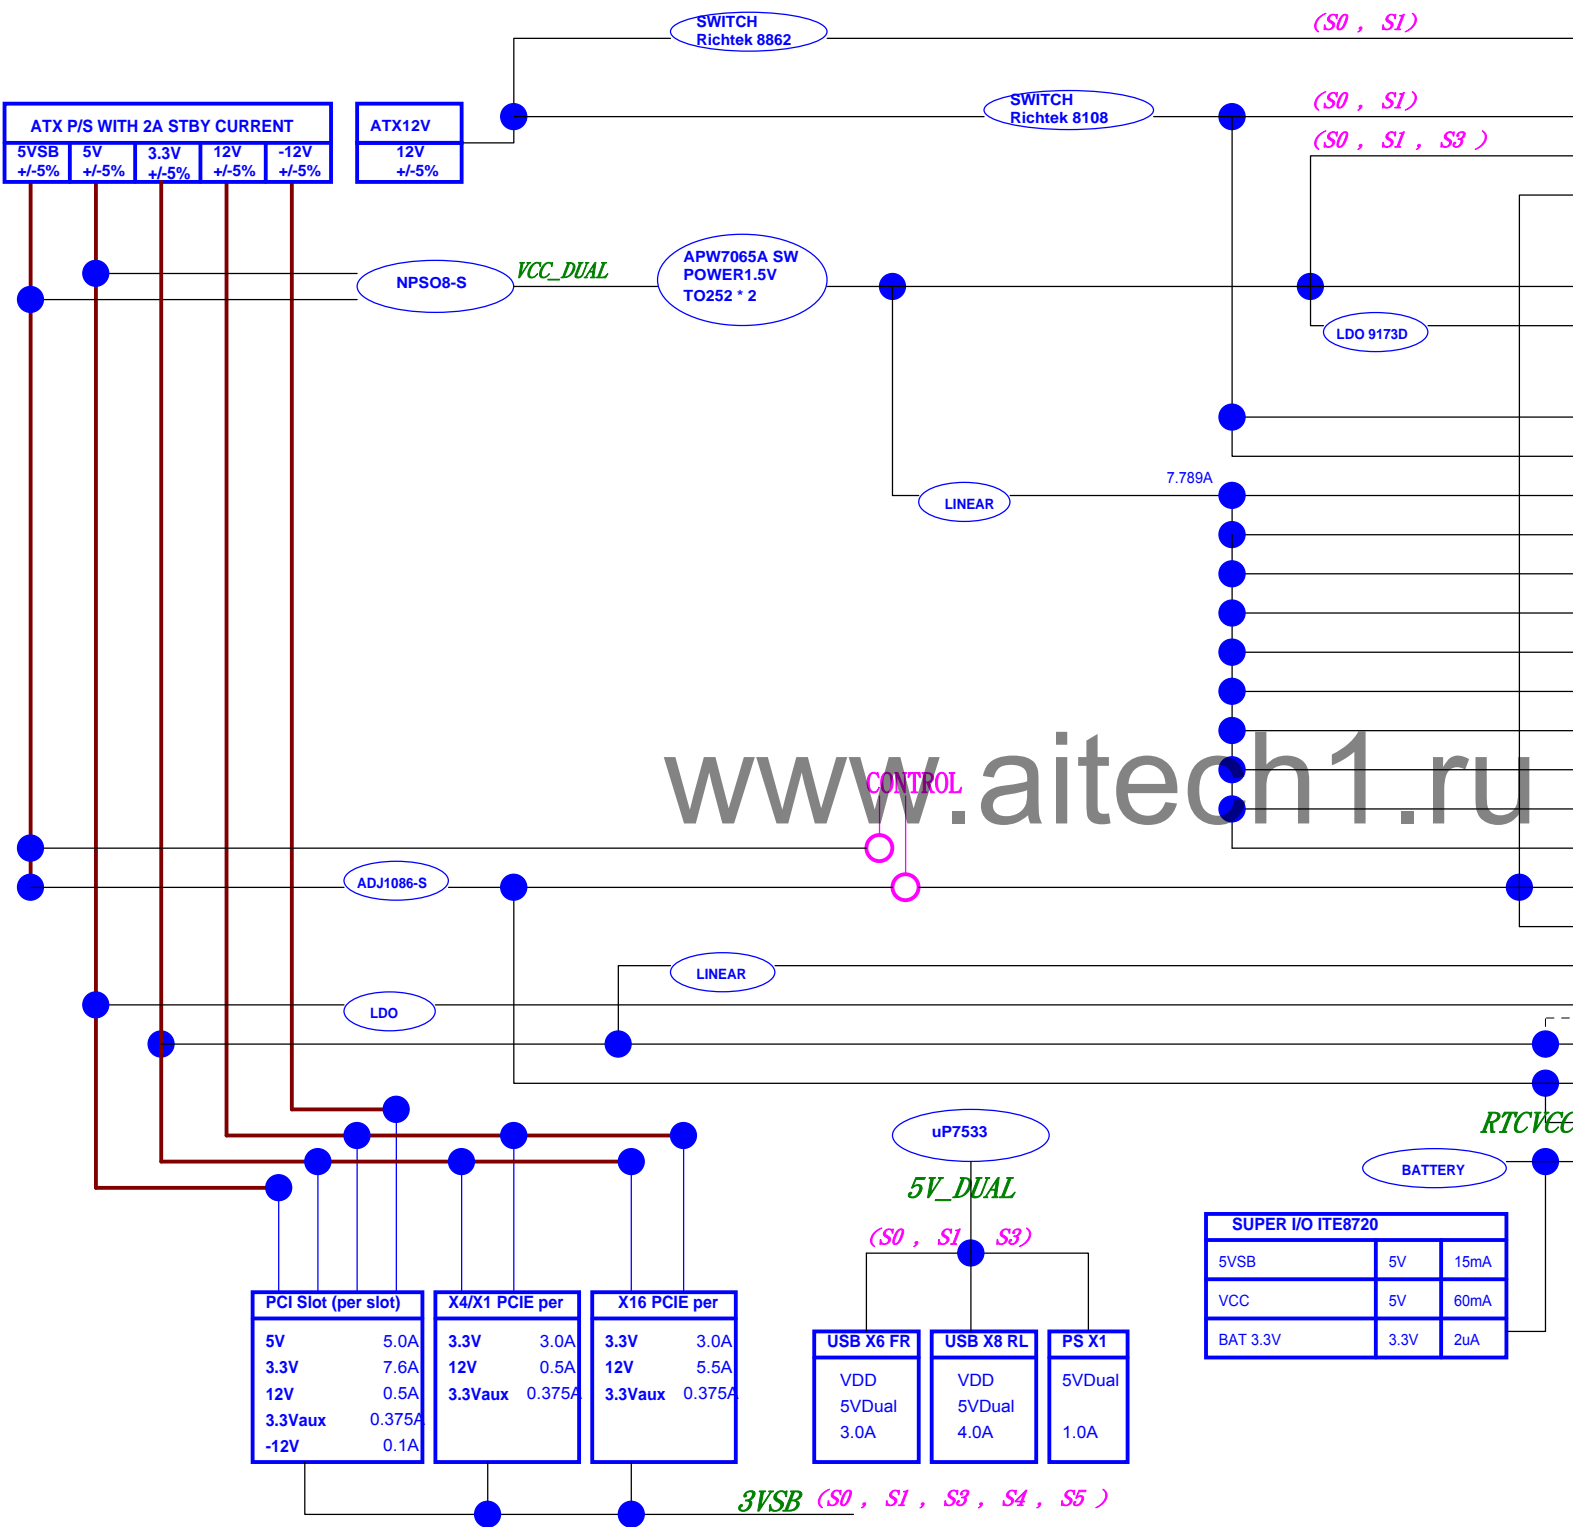 SWITCH
Richtek 8862
(S0 , S1)
SWITCH
Richtek 8108
(S0 , S1)
(S0 , S1 , S3 )
ATX P/S WITH 2A STBY CURRENT
5VSB
+/-5%
5V
+/-5%
3.3V
+/-5%
12V
+/-5%
-12V
+/-5%
ATX12V
12V
+/-5%
NPSO8-S
VCC_DUAL
APW7065A SW
POWER1.5V
TO252 * 2
LDO 9173D
7.789A
LINEAR
www.aitech1.ru
CONTROL
ADJ1086-S
LINEAR
LDO
RTCVCC
uP7533
5V_DUAL
(S0 , S1 S3)
BATTERY
SUPER I/O ITE8720
5VSB 5V 15mA
VCC 5V 60mA
BAT 3.3V 3.3V 2uA
PCI Slot (per slot)
5V 5.0A
3.3V 7.6A
12V 0.5A
3.3Vaux 0.375A
-12V 0.1A
X4/X1 PCIE per
3.3V 3.0A
12V 0.5A
3.3Vaux 0.375A
X16 PCIE per
3.3V 3.0A
12V 5.5A
3.3Vaux 0.375A
USB X6 FR
VDD
5VDual
3.0A
USB X8 RL
VDD
5VDual
4.0A
PS X1
5VDual
1.0A
3VSB (S0 , S1 , S3 , S4 , S5 )